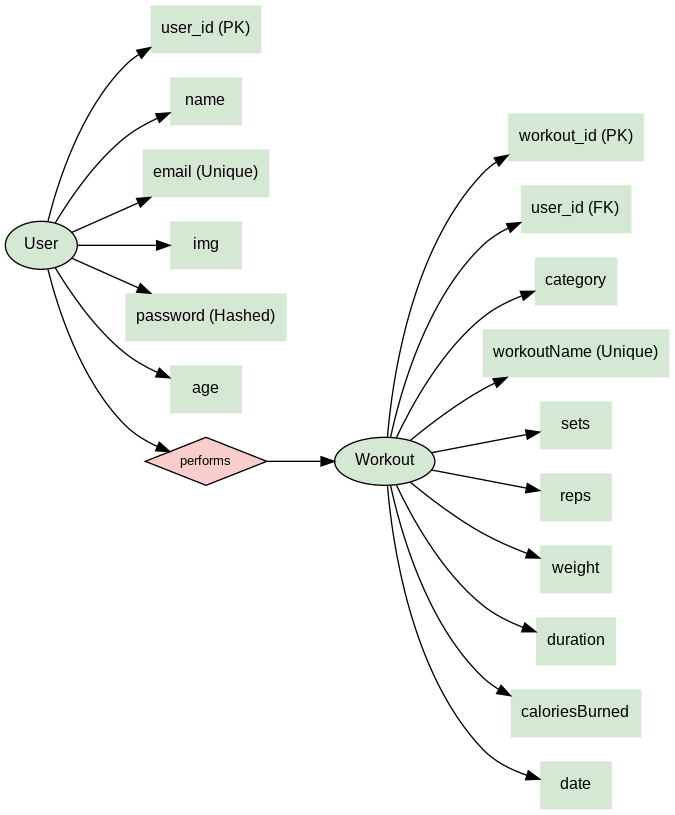 User
user_id (PK)
name
email (Unique)
img
password (Hashed)
age
performs
Workout
workout_id (PK)
user_id (FK)
category
workoutName (Unique)
sets
reps
weight
duration
caloriesBurned
date